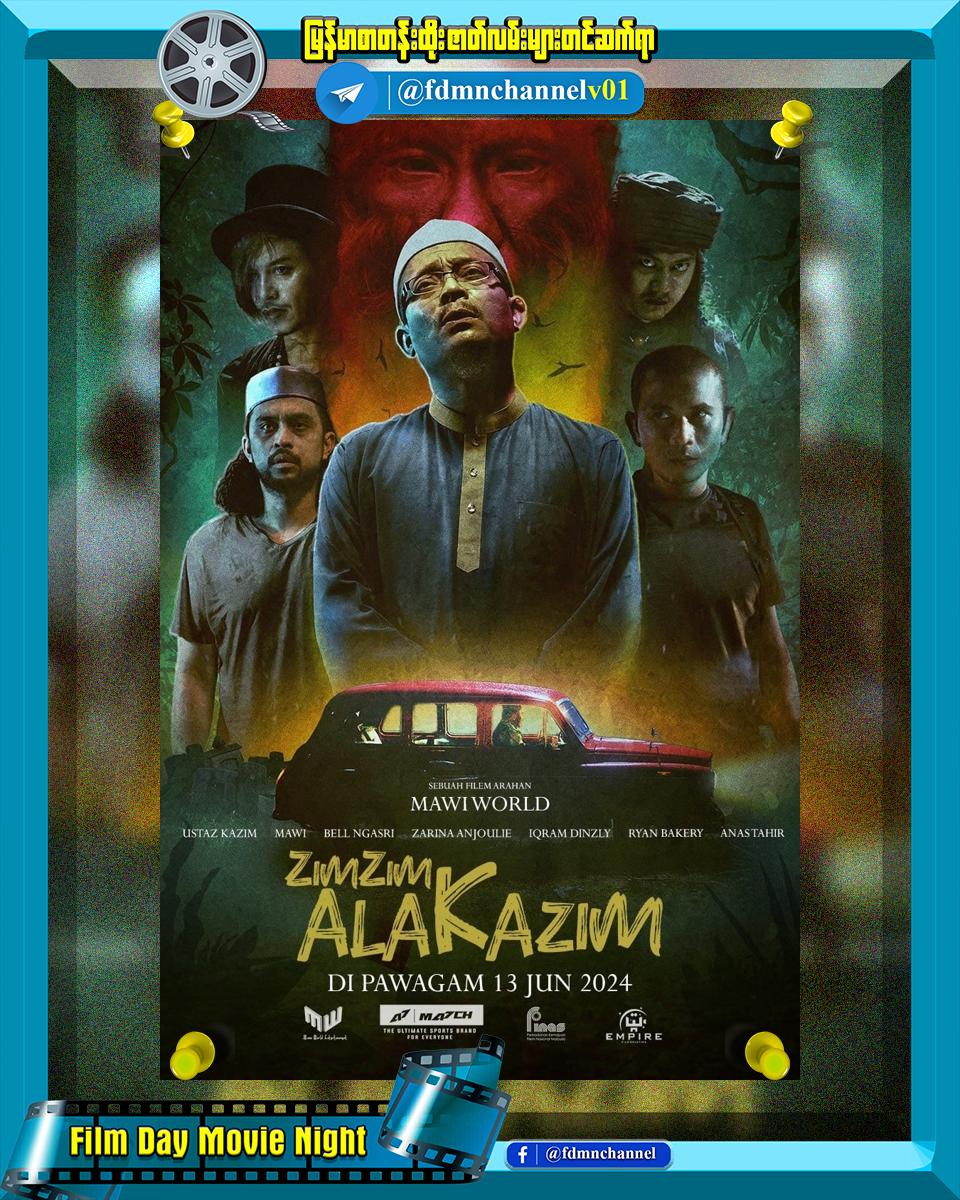 မြန်မာစာတန်းထိုးဇာတ်လမ်းများတင်ဆက်ရာ
@fdmnchannelv01
SEBUAH FILEM ARAHAN
MAWI WORLD
USTAZ KAZIM MAWI BELL NGASRI ZARINA ANJOULIE IQRAM DINZLY RYAN BAKERY ANAS TAHIR
ZIMZIM
ALAKAZIM
DI PAWAGAM 13 JUN 2024
MW
A7 MATCH
THE ULTIMATE SPORTS BRAND
FOR EVERYONE
Finas
EMPIRE
Film Day Movie Night
f @fdmnchannel